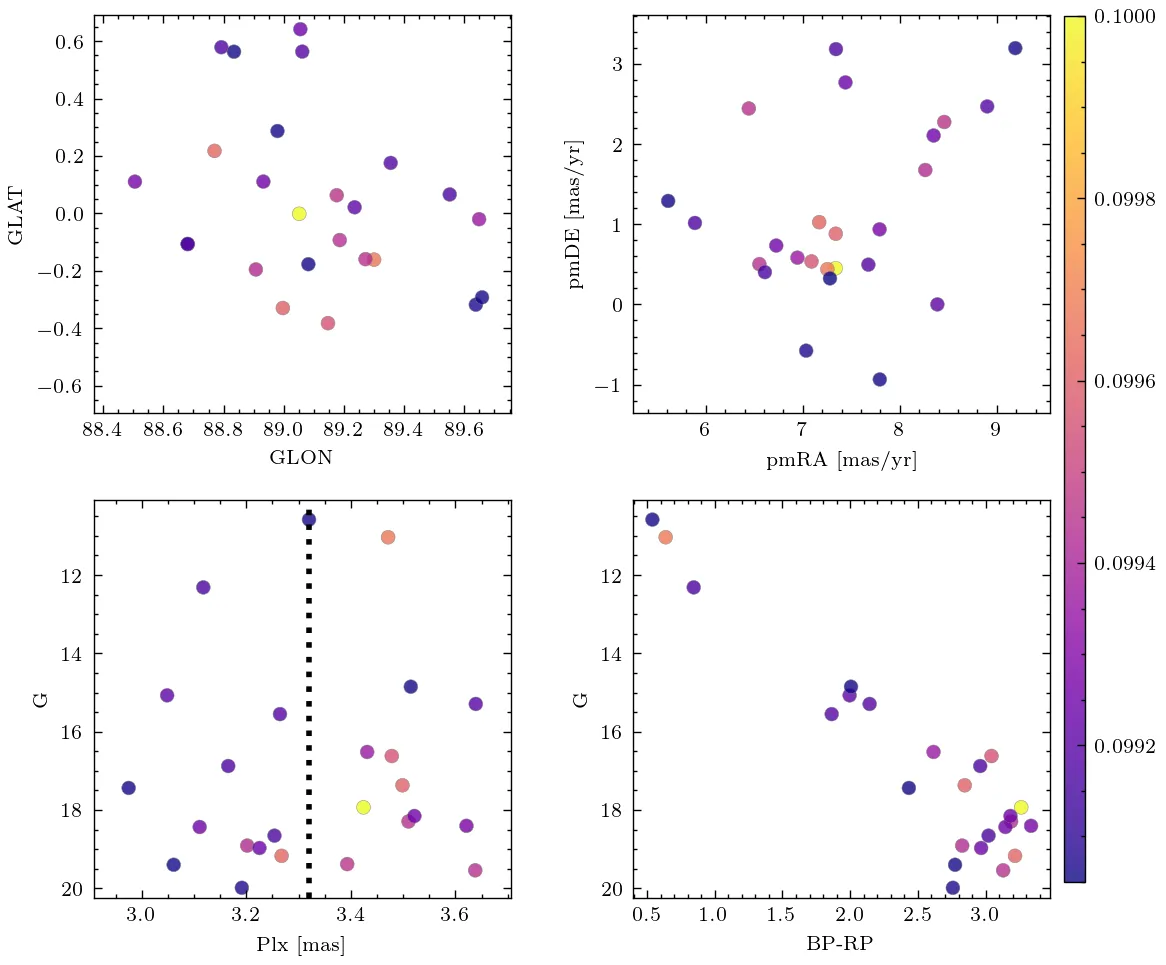 0.6
0.4
0.2
0.0
−0.2
−0.4
−0.6
GLAT
88.4 88.6 88.8 89.0 89.2 89.4 89.6
GLON
3
2
1
0
−1
pmDE [mas/yr]
6 7 8 9
pmRA [mas/yr]
0.1000
0.0998
0.0996
0.0994
0.0992
12
14
16
18
20
G
3.0 3.2 3.4 3.6
Plx [mas]
12
14
16
18
20
G
0.5 1.0 1.5 2.0 2.5 3.0
BP-RP